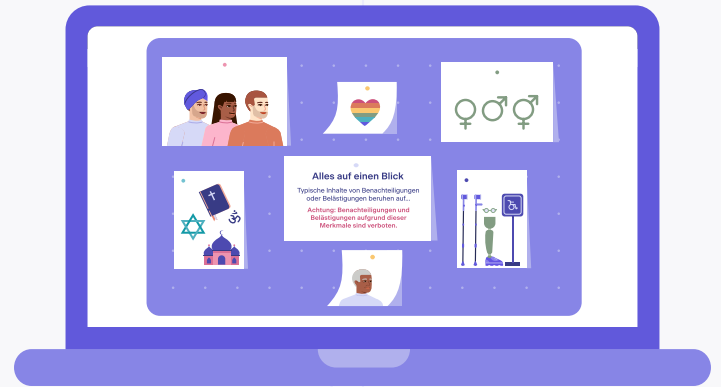 Alles auf einen Blick
Typische Inhalte von Benachteiligungen
oder Belästigungen beruhen auf...
Achtung: Benachteiligungen und
Belästigungen aufgrund dieser
Merkmale sind verboten.